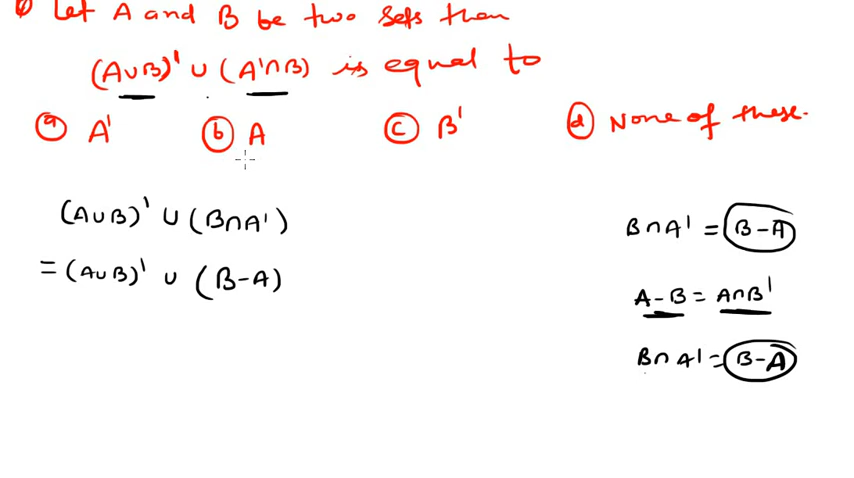 Let A and B be two sets then
(A∪B)' ∪ (A'∩B) is equal to
ⓐ A' ⓑ A ⓒ B' ⓓ None of these.
(A∪B)' ∪ (B∩A')
= (A∪B)' ∪ (B-A)
B∩A' = B-A
A-B = A∩B'
B∩A' = B-A